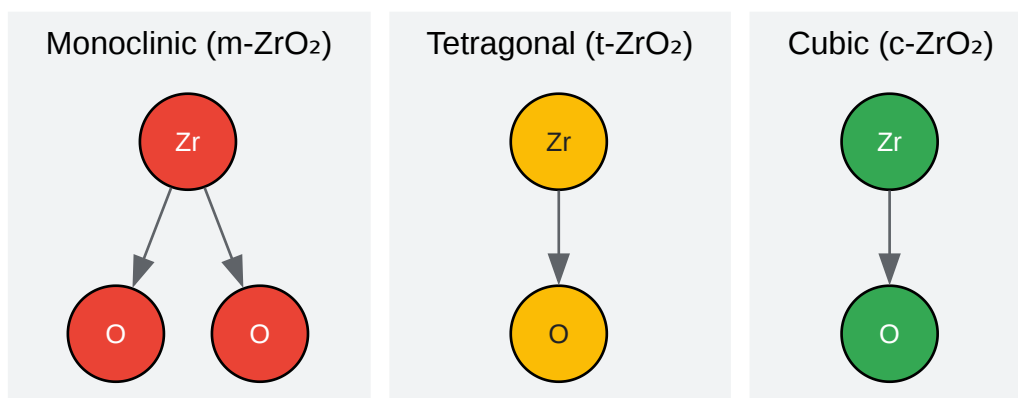 Monoclinic (m-ZrO₂)
Tetragonal (t-ZrO₂)
Cubic (c-ZrO₂)
Zr
Zr
Zr
O
O
O
O